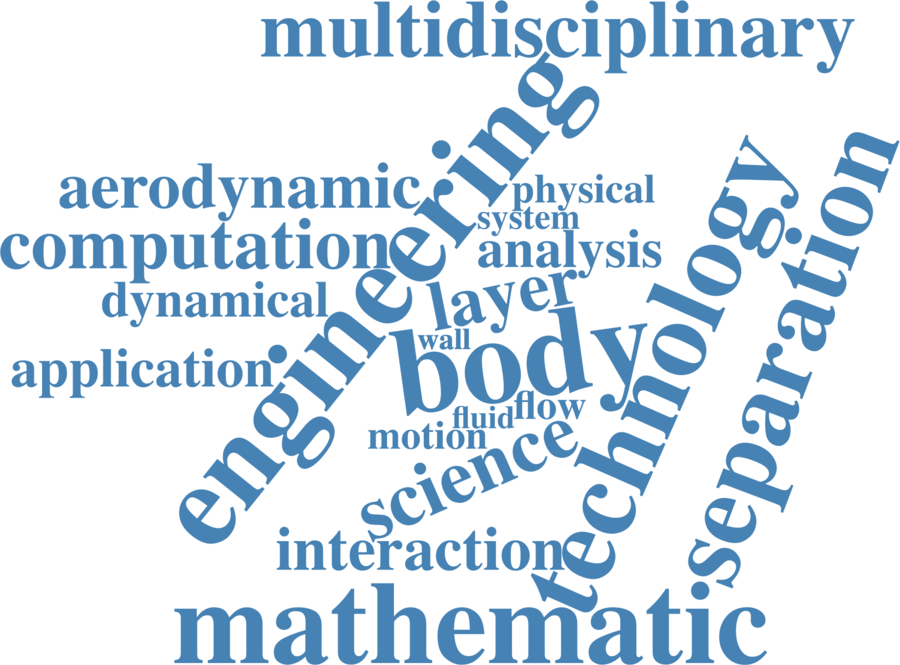 multidisciplinary
engineering
aerodynamic
physical
system
computation
analysis
technology
separation
dynamical
layer
wall
body
application
flow
fluid
motion
science
interaction
mathematic